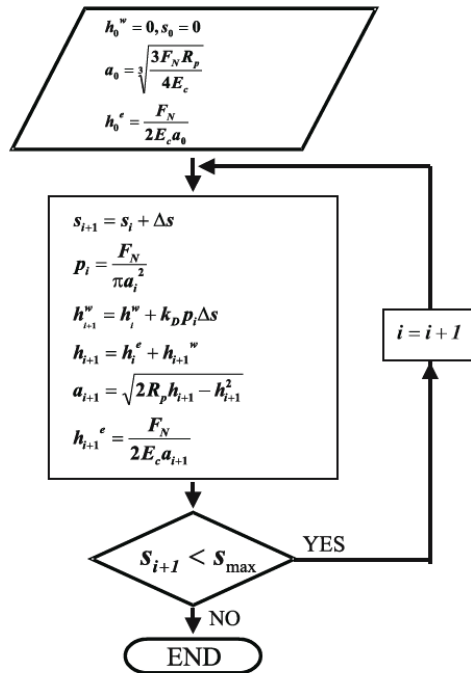 h₀ʷ = 0, s₀ = 0
a₀ = ∛(3F_N R_p / 4E_c)
h₀ᵉ = F_N / 2E_c a₀
s_{i+1} = s_i + Δs
p_i = F_N / πa_i²
h_{i+1}^w = h_i^w + k_D p_i Δs
h_{i+1} = h_i^e + h_{i+1}^w
a_{i+1} = √(2R_p h_{i+1} − h_{i+1}²)
h_{i+1}^e = F_N / 2E_c a_{i+1}
i = i + 1
s_{i+1} < s_max
YES
NO
END